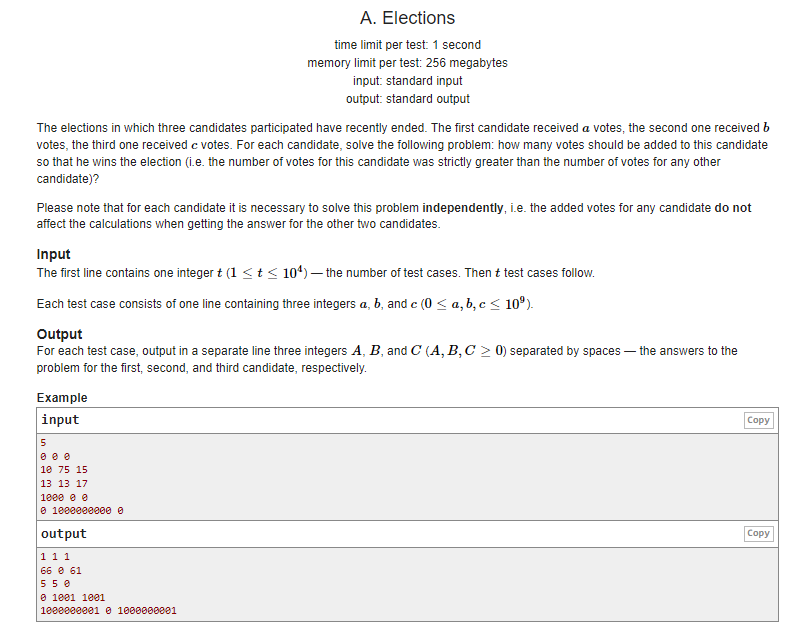 A. Elections
time limit per test: 1 second
memory limit per test: 256 megabytes
input: standard input
output: standard output
The elections in which three candidates participated have recently ended. The first candidate received a votes, the second one received b
votes, the third one received c votes. For each candidate, solve the following problem: how many votes should be added to this candidate
so that he wins the election (i.e. the number of votes for this candidate was strictly greater than the number of votes for any other
candidate)?
Please note that for each candidate it is necessary to solve this problem independently, i.e. the added votes for any candidate do not
affect the calculations when getting the answer for the other two candidates.
Input
The first line contains one integer t (1 ≤ t ≤ 10⁴) — the number of test cases. Then t test cases follow.
Each test case consists of one line containing three integers a, b, and c (0 ≤ a, b, c ≤ 10⁹).
Output
For each test case, output in a separate line three integers A, B, and C (A, B, C ≥ 0) separated by spaces — the answers to the
problem for the first, second, and third candidate, respectively.
Example
input Copy
5
0 0 0
10 75 15
13 13 17
1000 0 0
0 1000000000 0
output Copy
1 1 1
66 0 61
5 5 0
0 1001 1001
1000000001 0 1000000001